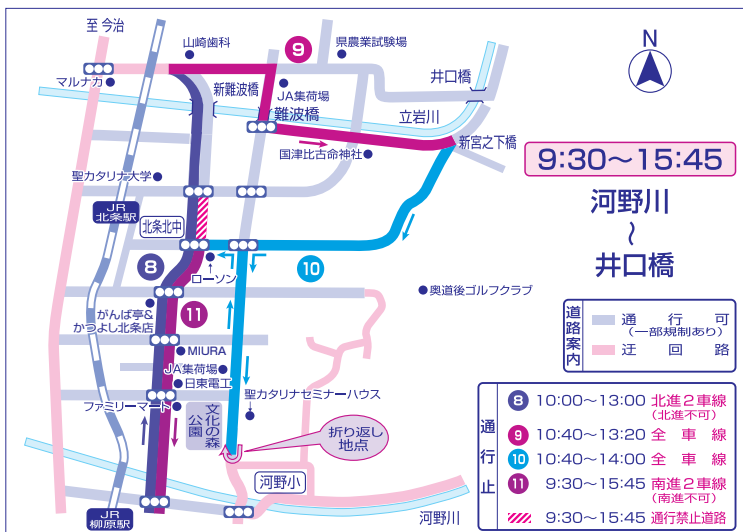 至 今治
山崎歯科
9
県農業試験場
マルナカ
新難波橋
JA集荷場
難波橋
井口橋
立岩川
国津比古命神社
新宮之下橋
N
9:30〜15:45
河野川
〜
井口橋
聖カタリナ大学
JR
北条駅
北条北中
8
ローソン
10
奥道後ゴルフクラブ
がんば亭&
かつよし北条店
11
MIURA
JA集荷場
日東電工
聖カタリナセミナーハウス
ファミリーマート
文化の森
公園
折り返し
地点
河野小
JR
柳原駅
河野川
道路案内
通行可
(一部規制あり)
迂回路
通行止
8 10:00〜13:00 北進2車線
(北進不可)
9 10:40〜13:20 全車線
10 10:40〜14:00 全車線
11 9:30〜15:45 南進2車線
(南進不可)
9:30〜15:45 通行禁止道路